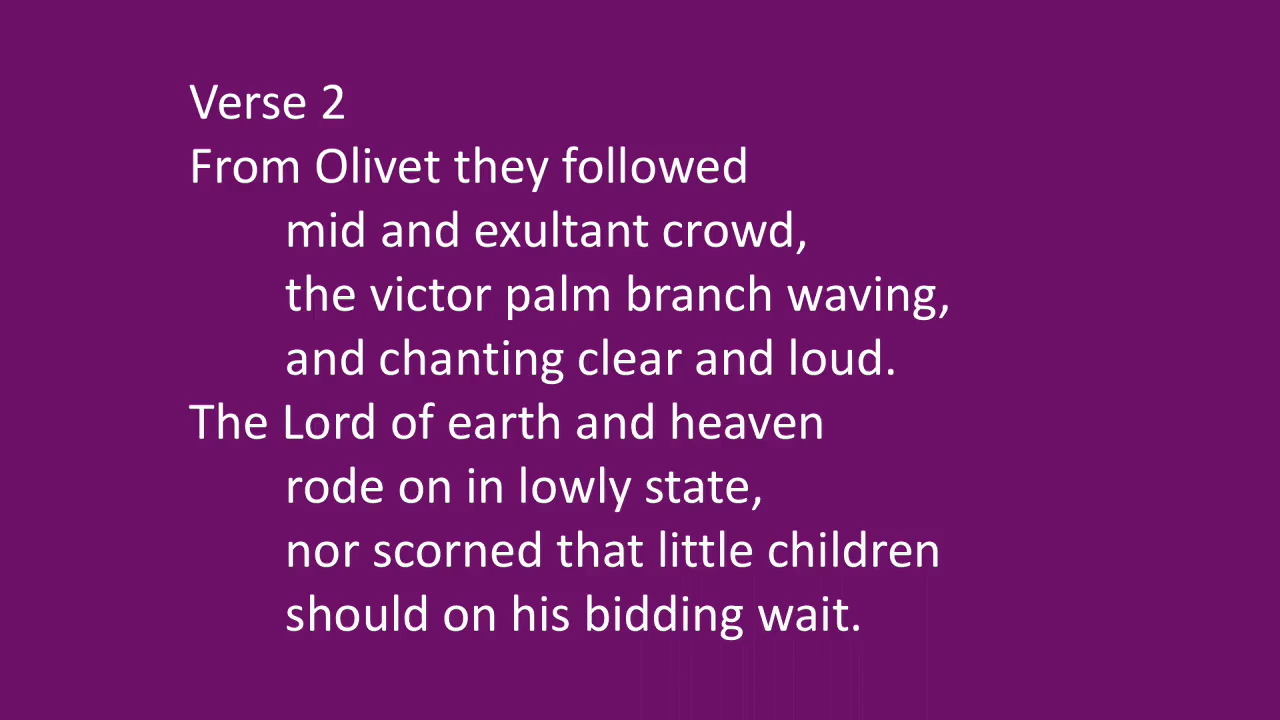 Verse 2
From Olivet they followed
mid and exultant crowd,
the victor palm branch waving,
and chanting clear and loud.
The Lord of earth and heaven
rode on in lowly state,
nor scorned that little children
should on his bidding wait.